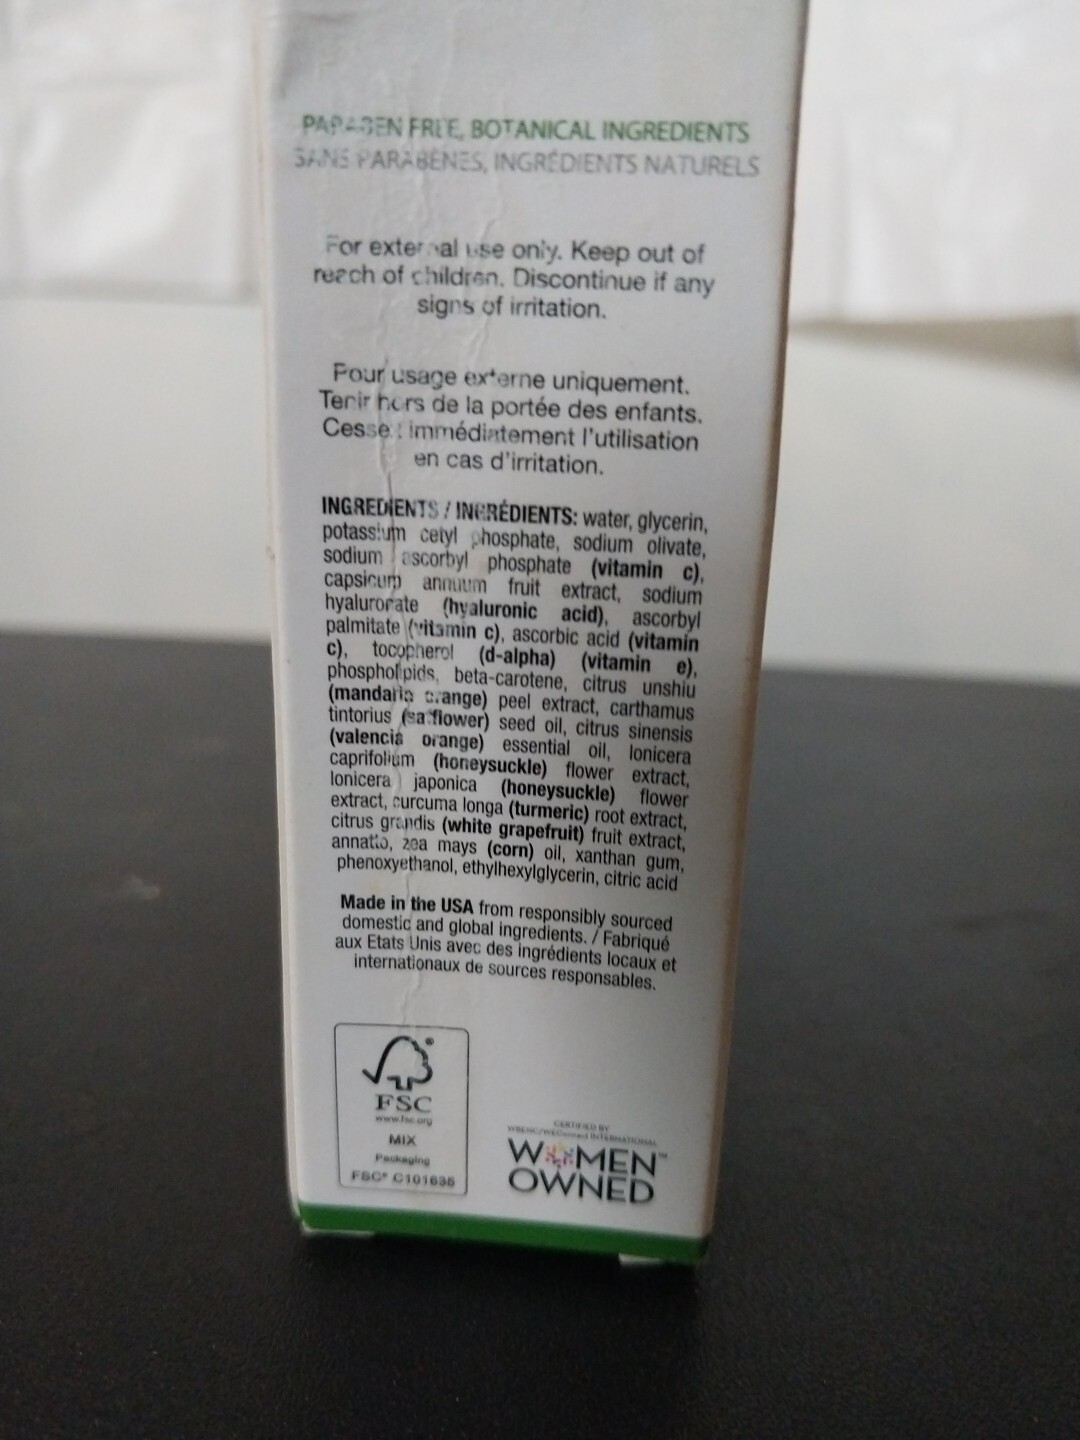 PARABEN FREE, BOTANICAL INGREDIENTS
SANS PARABÈNES, INGRÉDIENTS NATURELS
For external use only. Keep out of
reach of children. Discontinue if any
signs of irritation.
Pour usage externe uniquement.
Tenir hors de la portée des enfants.
Cesser immédiatement l'utilisation
en cas d'irritation.
INGREDIENTS / INGRÉDIENTS: water, glycerin,
potassium cetyl phosphate, sodium olivate,
sodium ascorbyl phosphate (vitamin c),
capsicum annuum fruit extract, sodium
hyaluronate (hyaluronic acid), ascorbyl
palmitate (vitamin c), ascorbic acid (vitamin
c), tocopherol (d-alpha) (vitamin e),
phospholipids, beta-carotene, citrus unshiu
(mandarin orange) peel extract, carthamus
tintorius (safflower) seed oil, citrus sinensis
(valencia orange) essential oil, lonicera
caprifolium (honeysuckle) flower extract,
lonicera japonica (honeysuckle) flower
extract, curcuma longa (turmeric) root extract,
citrus grandis (white grapefruit) fruit extract,
annatto, zea mays (corn) oil, xanthan gum,
phenoxyethanol, ethylhexylglycerin, citric acid
Made in the USA from responsibly sourced
domestic and global ingredients. / Fabriqué
aux Etats Unis avec des ingrédients locaux et
internationaux de sources responsables.
FSC
www.fsc.org
MIX
Packaging
FSC® C101635
CERTIFIED BY
WBENC/WEConnect INTERNATIONAL
WOMEN™
OWNED